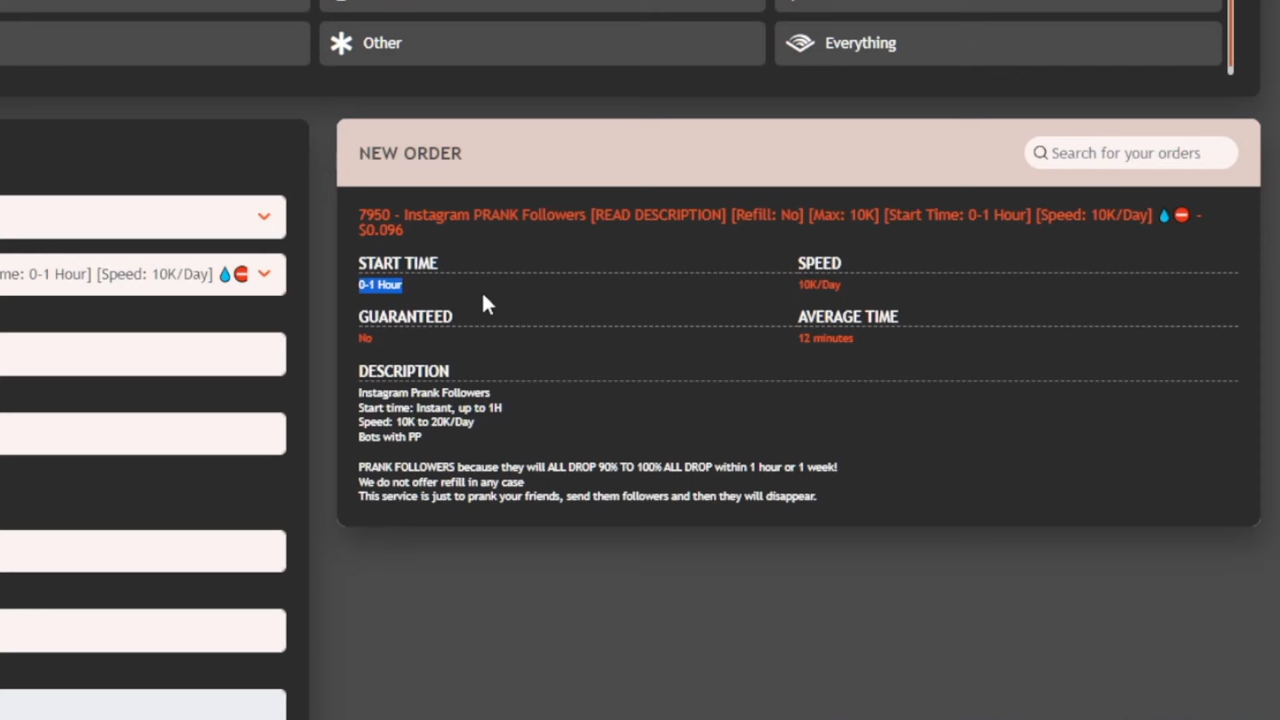 Other
Everything
NEW ORDER
Search for your orders
7950 - Instagram PRANK Followers [READ DESCRIPTION] [Refill: No] [Max: 10K] [Start Time: 0-1 Hour] [Speed: 10K/Day] 💧⛔ -
$0.096
me: 0-1 Hour] [Speed: 10K/Day] 💧⛔
START TIME
SPEED
0-1 Hour
10K/Day
GUARANTEED
AVERAGE TIME
No
12 minutes
DESCRIPTION
Instagram Prank Followers
Start time: Instant, up to 1H
Speed: 10K to 20K/Day
Bots with PP
PRANK FOLLOWERS because they will ALL DROP 90% TO 100% ALL DROP within 1 hour or 1 week!
We do not offer refill in any case
This service is just to prank your friends, send them followers and then they will disappear.